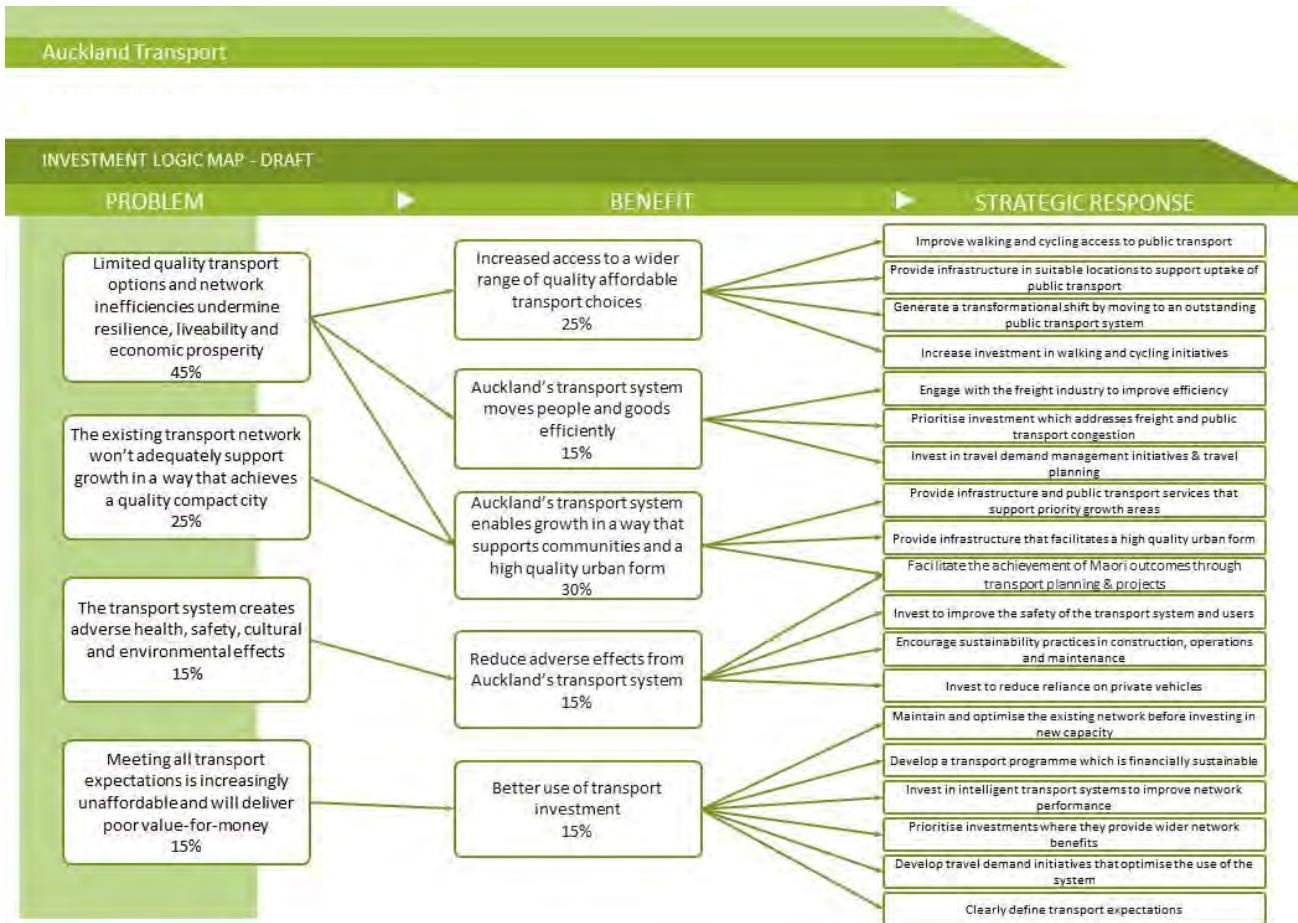 Auckland Transport
INVESTMENT LOGIC MAP - DRAFT
PROBLEM
BENEFIT
STRATEGIC RESPONSE
Limited quality transport
options and network
inefficiencies undermine
resilience, liveability and
economic prosperity
45%
The existing transport network
won't adequately support
growth in a way that achieves
a quality compact city
25%
The transport system creates
adverse health, safety, cultural
and environmental effects
15%
Meeting all transport
expectations is increasingly
unaffordable and will deliver
poor value-for-money
15%
Increased access to a wider
range of quality affordable
transport choices
25%
Auckland's transport system
moves people and goods
efficiently
15%
Auckland's transport system
enables growth in a way that
supports communities and a
high quality urban form
30%
Reduce adverse effects from
Auckland's transport system
15%
Better use of transport
investment
15%
Improve walking and cycling access to public transport
Provide infrastructure in suitable locations to support uptake of
public transport
Generate a transformational shift by moving to an outstanding
public transport system
Increase investment in walking and cycling initiatives
Engage with the freight industry to improve efficiency
Prioritise investment which addresses freight and public
transport congestion
Invest in travel demand management initiatives & travel
planning
Provide infrastructure and public transport services that
support priority growth areas
Provide infrastructure that facilitates a high quality urban form
Facilitate the achievement of Maori outcomes through
transport planning & projects
Invest to improve the safety of the transport system and users
Encourage sustainability practices in construction, operations
and maintenance
Invest to reduce reliance on private vehicles
Maintain and optimise the existing network before investing in
new capacity
Develop a transport programme which is financially sustainable
Invest in intelligent transport systems to improve network
performance
Prioritise investments where they provide wider network
benefits
Develop travel demand initiatives that optimise the use of the
system
Clearly define transport expectations